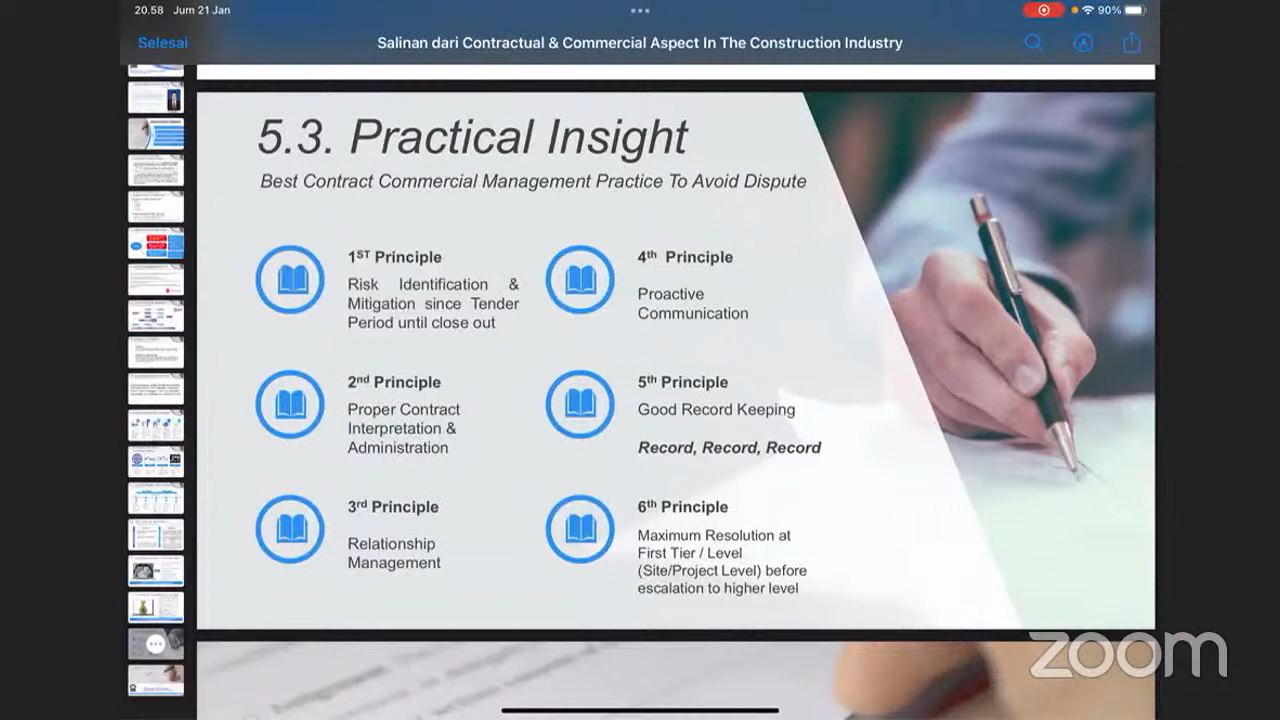 20.58 Jum 21 Jan
90%
Selesai
Salinan dari Contractual & Commercial Aspect In The Construction Industry
5.3. Practical Insight
Best Contract Commercial Management Practice To Avoid Dispute
1ST Principle
Risk Identification &
Mitigation since Tender
Period until close out
2nd Principle
Proper Contract
Interpretation &
Administration
3rd Principle
Relationship
Management
4th Principle
Proactive
Communication
5th Principle
Good Record Keeping
Record, Record, Record
6th Principle
Maximum Resolution at
First Tier / Level
(Site/Project Level) before
escalation to higher level
zoom